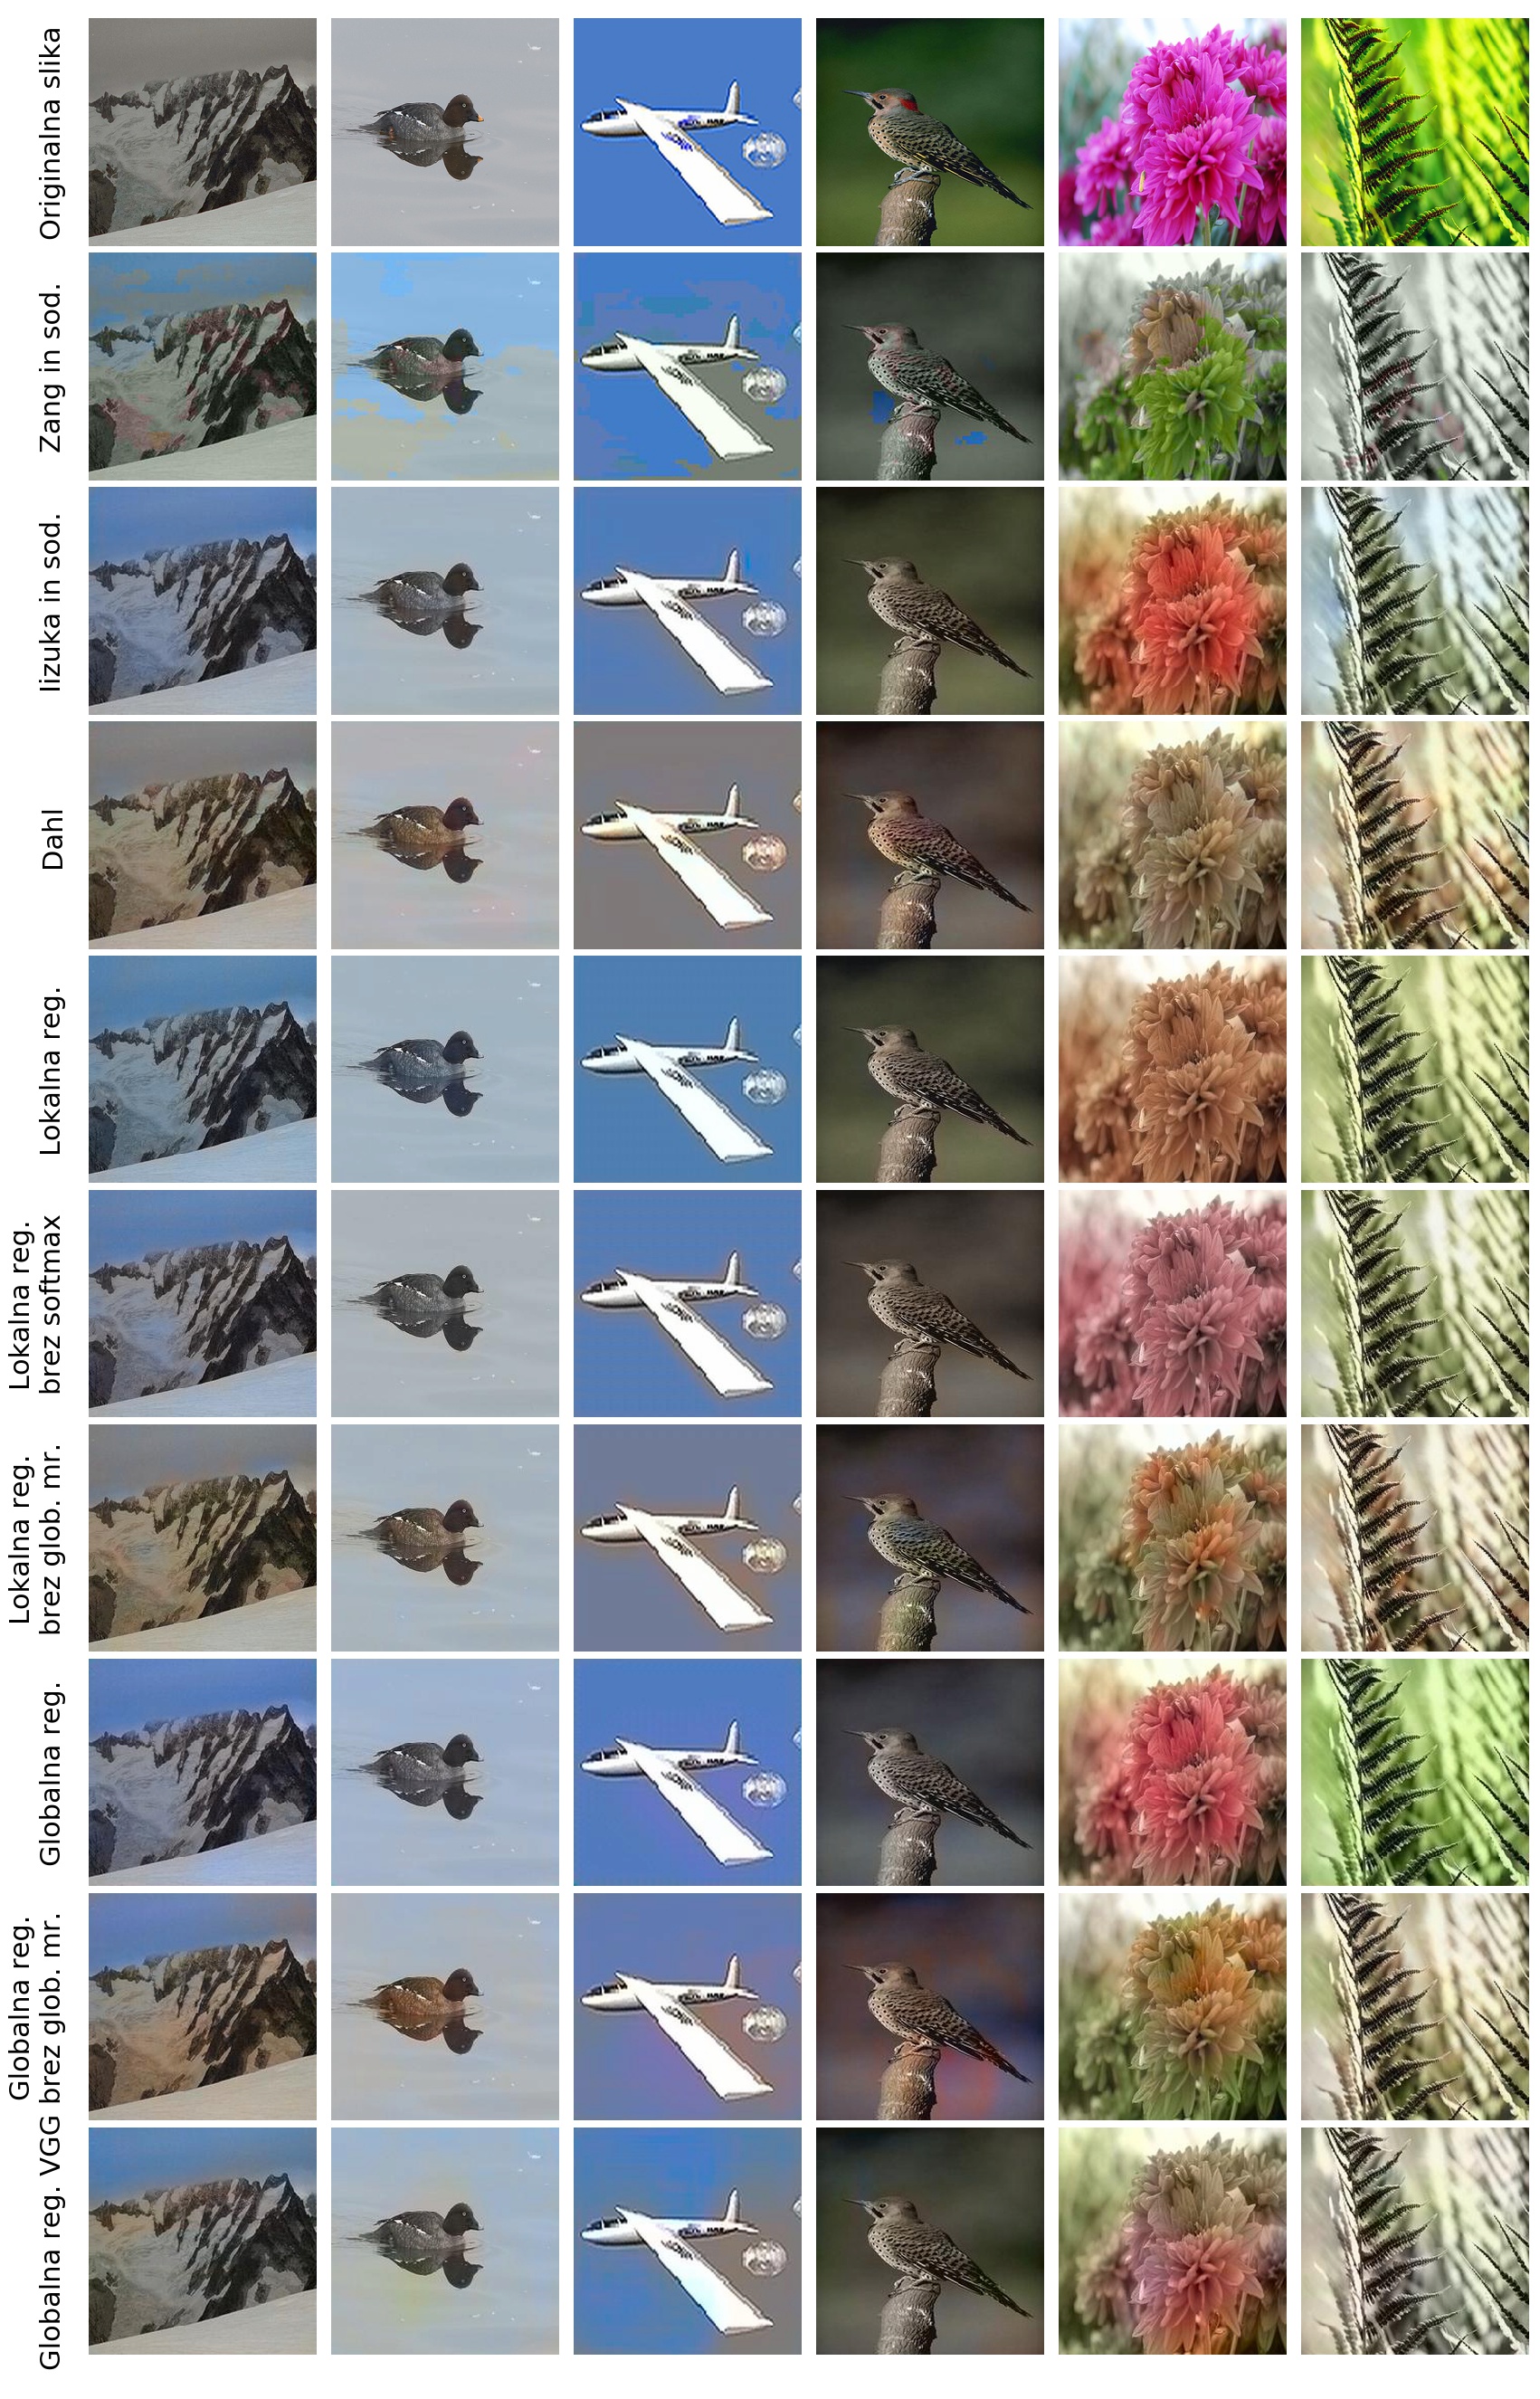 Originalna slika
Zang in sod.
Iizuka in sod.
Dahl
Lokalna reg.
Lokalna reg.
brez softmax
Lokalna reg.
brez glob. mr.
Globalna reg.
Globalna reg.
brez glob. mr.
Globalna reg. VGG